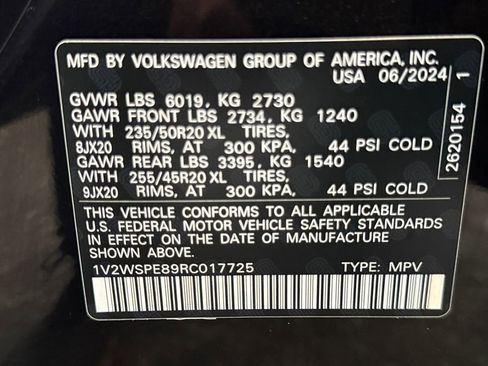 MFD BY VOLKSWAGEN GROUP OF AMERICA, INC.
USA 06/2024
GVWR LBS 6019, KG 2730
GAWR FRONT LBS 2734, KG 1240
WITH 235/50R20 XL TIRES,
8JX20 RIMS, AT 300 KPA, 44 PSI COLD
GAWR REAR LBS 3395, KG 1540
WITH 255/45R20 XL TIRES,
9JX20 RIMS, AT 300 KPA, 44 PSI COLD
THIS VEHICLE CONFORMS TO ALL APPLICABLE
U.S. FEDERAL MOTOR VEHICLE SAFETY STANDARDS
IN EFFECT ON THE DATE OF MANUFACTURE
SHOWN ABOVE.
1V2WSPE89RC017725 TYPE: MPV
2620154 1